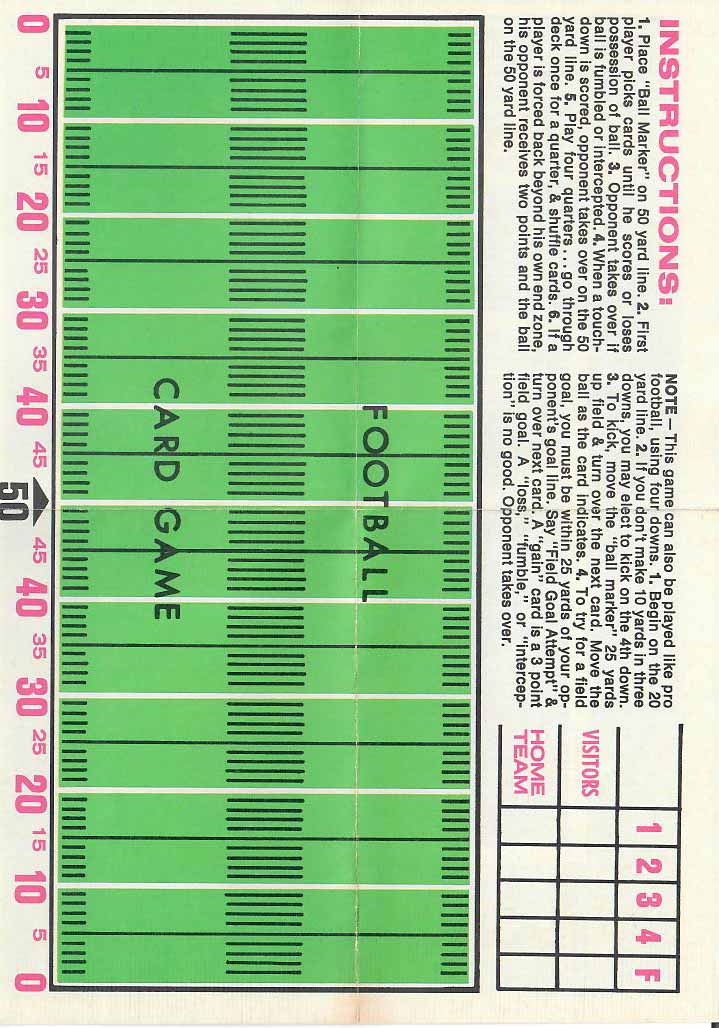 INSTRUCTIONS:
1. Place "Ball Marker" on 50 yard line. 2. First
player picks cards until he scores or loses
possession of ball. 3. Opponent takes over if
ball is fumbled or intercepted. 4. When a touch-
down is scored, opponent takes over on the 50
yard line. 5. Play four quarters . . . go through
deck once for a quarter, & shuffle cards. 6. If a
player is forced back beyond his own end zone,
his opponent receives two points and the ball
on the 50 yard line.
NOTE — This game can also be played like pro
football, using four downs. 1. Begin on the 20
yard line. 2. If you don't make 10 yards in three
downs, you may elect to kick on the 4th down.
3. To kick, move the "ball marker" 25 yards
up field & turn over the next card. Move the
ball as the card indicates. 4. To try for a field
goal, you must be within 25 yards of your op-
ponent's goal line. Say "Field Goal Attempt" &
turn over next card. A "gain" card is a 3 point
field goal. A "loss," "fumble," or "intercep-
tion" is no good. Opponent takes over.
1 2 3 4 F
VISITORS
HOME
TEAM
FOOTBALL
CARD GAME
0 5 10 15 20 25 30 35 40 45 50 45 40 35 30 25 20 15 10 5 0